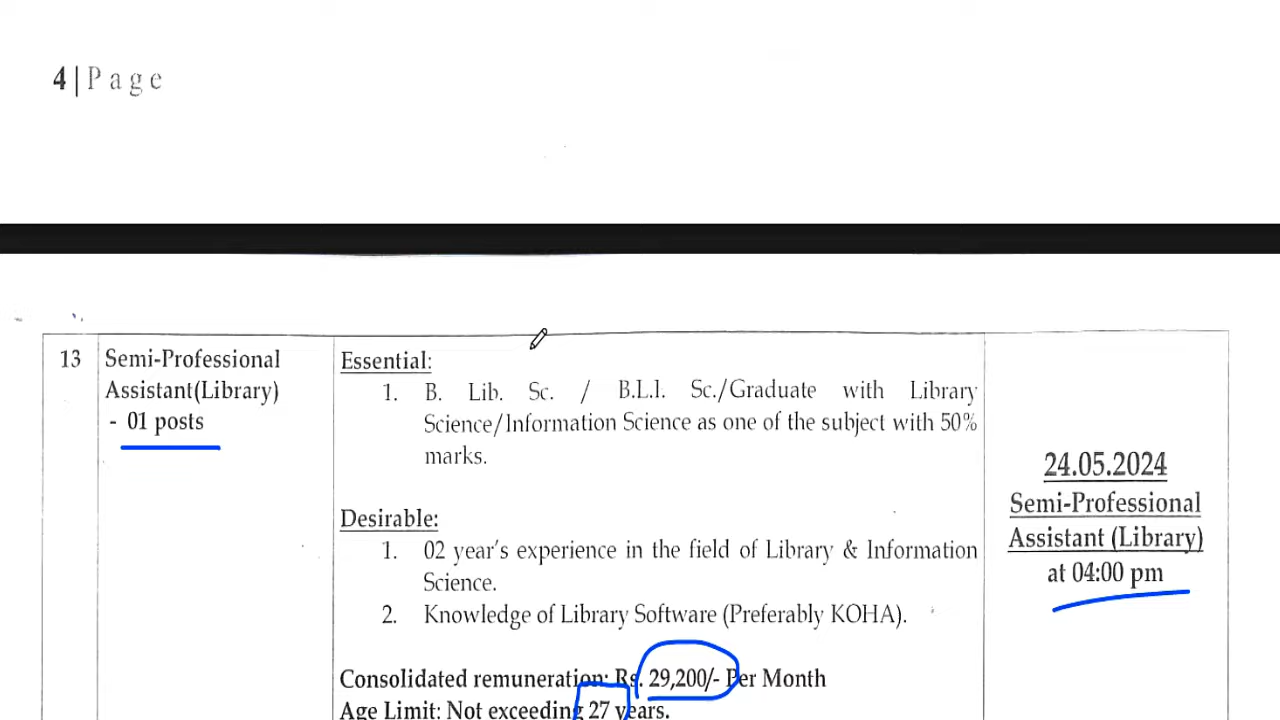 4 | P a g e
13
Semi-Professional
Assistant(Library)
- 01 posts
Essential:
1. B. Lib. Sc. / B.L.I. Sc./Graduate with Library
Science/Information Science as one of the subject with 50%
marks.
Desirable:
1. 02 year's experience in the field of Library & Information
Science.
2. Knowledge of Library Software (Preferably KOHA).
Consolidated remuneration: Rs. 29,200/- Per Month
Age Limit: Not exceeding 27 years.
24.05.2024
Semi-Professional
Assistant (Library)
at 04:00 pm